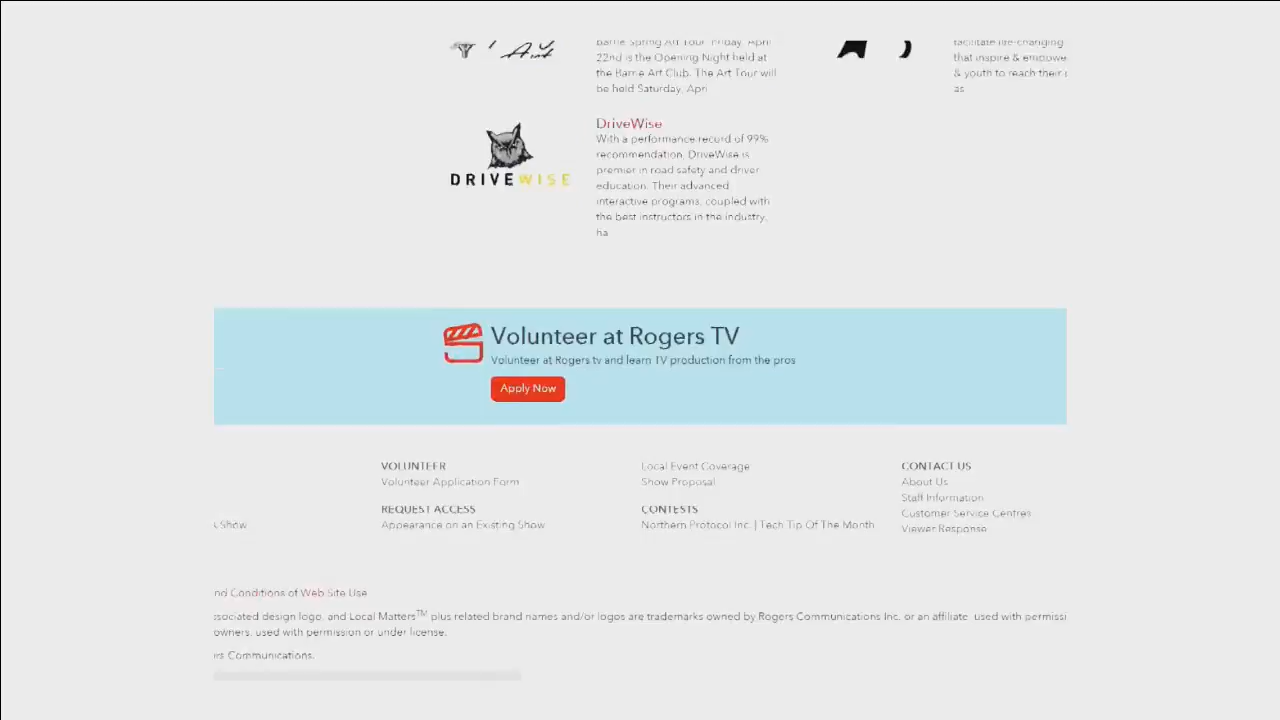 Art
Barrie Spring Art Tour Friday, April
22nd is the Opening Night held at
the Barrie Art Club. The Art Tour will
be held Saturday, Apri
facilitate life-changing
that inspire & empowe
& youth to reach their
as
DRIVEWISE
DriveWise
With a performance record of 99%
recommendation, DriveWise is
premier in road safety and driver
education. Their advanced
interactive programs, coupled with
the best instructors in the industry,
ha
Volunteer at Rogers TV
Volunteer at Rogers tv and learn TV production from the pros
Apply Now
Show
VOLUNTEER
Volunteer Application Form
REQUEST ACCESS
Appearance on an Existing Show
Local Event Coverage
Show Proposal
CONTESTS
Northern Protocol Inc. | Tech Tip Of The Month
CONTACT US
About Us
Staff Information
Customer Service Centres
Viewer Response
nd Conditions of Web Site Use
ssociated design logo, and Local Matters™ plus related brand names and/or logos are trademarks owned by Rogers Communications Inc. or an affiliate, used with permissi
owners, used with permission or under license.
rs Communications.